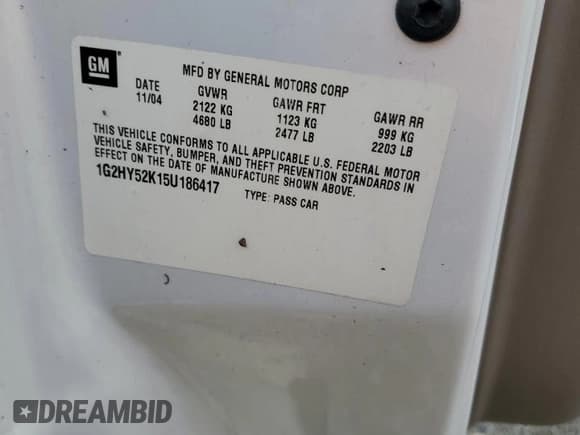 GM
MFD BY GENERAL MOTORS CORP
DATE GVWR GAWR FRT GAWR RR
11/04 2122 KG 1123 KG 999 KG
4680 LB 2477 LB 2203 LB
THIS VEHICLE CONFORMS TO ALL APPLICABLE U.S. FEDERAL MOTOR
VEHICLE SAFETY, BUMPER, AND THEFT PREVENTION STANDARDS IN
EFFECT ON THE DATE OF MANUFACTURE SHOWN ABOVE.
1G2HY52K15U186417 TYPE: PASS CAR
DREAMBID